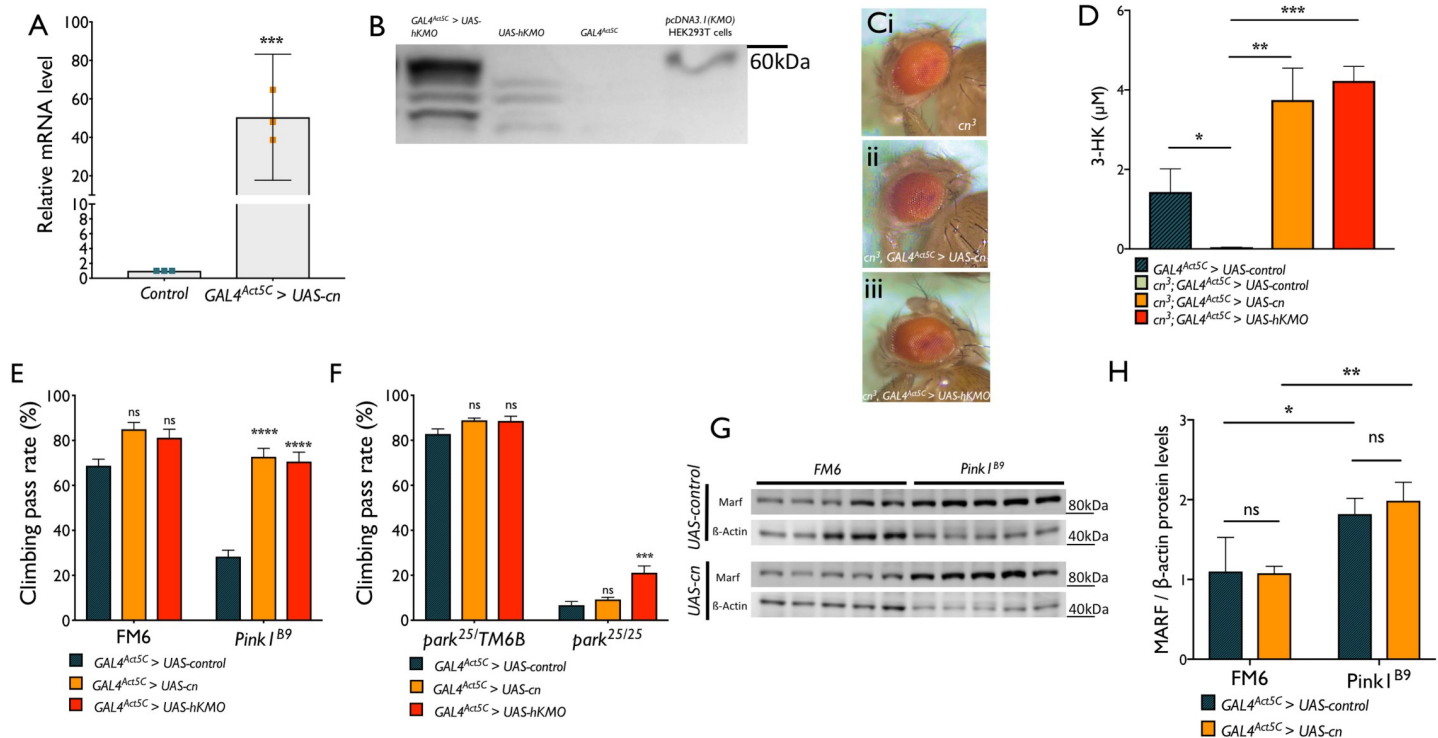 A
Relative mRNA level
100
80
60
40
20
10
8
6
4
2
0
***
Control
GAL4Act5C > UAS-cn
B
GAL4Act5C > UAS-
hKMO
UAS-hKMO
GAL4Act5C
pcDNA3.1(KMO)
HEK293T cells
60kDa
Ci
cn3
ii
cn3, GAL4Act5C > UAS-cn
iii
cn3, GAL4Act5C > UAS-hKMO
D
3-HK (µM)
6
4
2
0
*
**
***
GAL4Act5C > UAS-control
cn3; GAL4Act5C > UAS-control
cn3; GAL4Act5C > UAS-cn
cn3; GAL4Act5C > UAS-hKMO
E
Climbing pass rate (%)
100
80
60
40
20
0
ns
ns
****
****
FM6
Pink1B9
GAL4Act5C > UAS-control
GAL4Act5C > UAS-cn
GAL4Act5C > UAS-hKMO
F
Climbing pass rate (%)
100
80
60
40
20
0
ns
ns
ns
***
park25/TM6B
park25/25
GAL4Act5C > UAS-control
GAL4Act5C > UAS-cn
GAL4Act5C > UAS-hKMO
G
FM6
Pink1B9
UAS-control
Marf
80kDa
ß-Actin
40kDa
UAS-cn
Marf
80kDa
ß-Actin
40kDa
H
MARF / β-actin protein levels
3
2
1
0
**
*
ns
ns
FM6
Pink1B9
GAL4Act5C > UAS-control
GAL4Act5C > UAS-cn